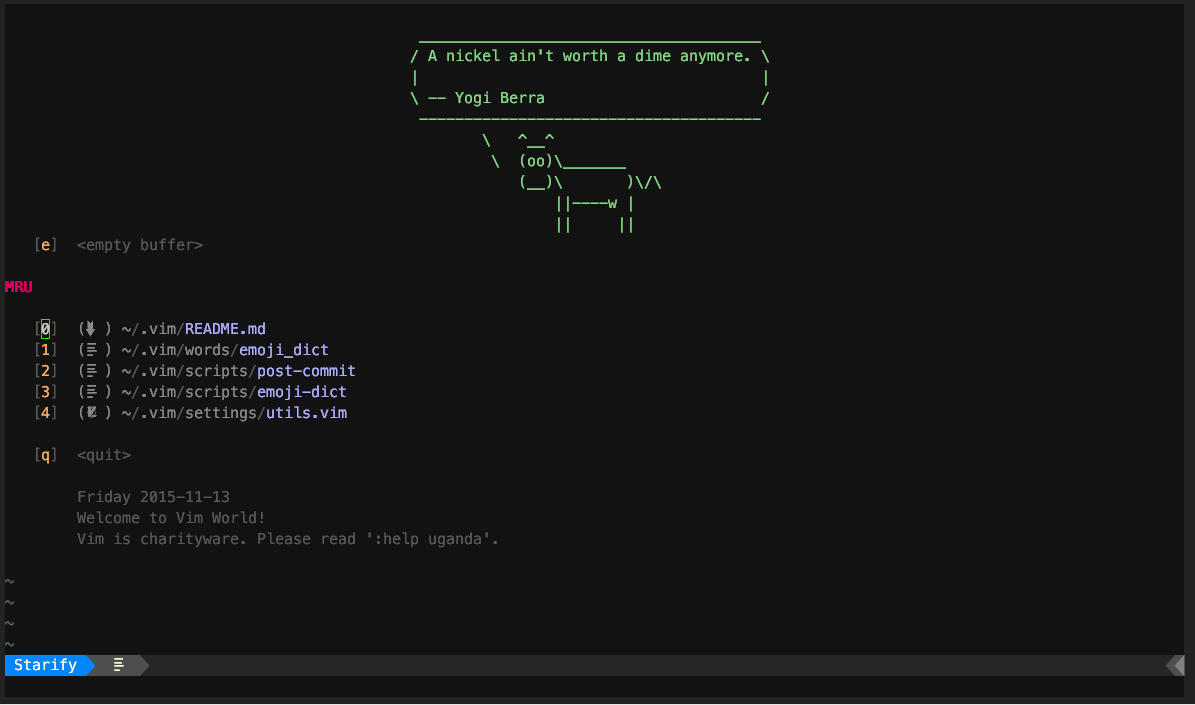 ______________________________________
/ A nickel ain't worth a dime anymore. \
|                                      |
\ -- Yogi Berra                        /
 --------------------------------------
        \   ^__^
         \  (oo)\_______
            (__)\       )\/\
                ||----w |
                ||     ||
[e]  <empty buffer>
MRU
[0]  ( ) ~/.vim/README.md
[1]  ( ) ~/.vim/words/emoji_dict
[2]  ( ) ~/.vim/scripts/post-commit
[3]  ( ) ~/.vim/scripts/emoji-dict
[4]  ( ) ~/.vim/settings/utils.vim
[q]  <quit>
Friday 2015-11-13
Welcome to Vim World!
Vim is charityware. Please read ':help uganda'.
~
~
~
~
Starify